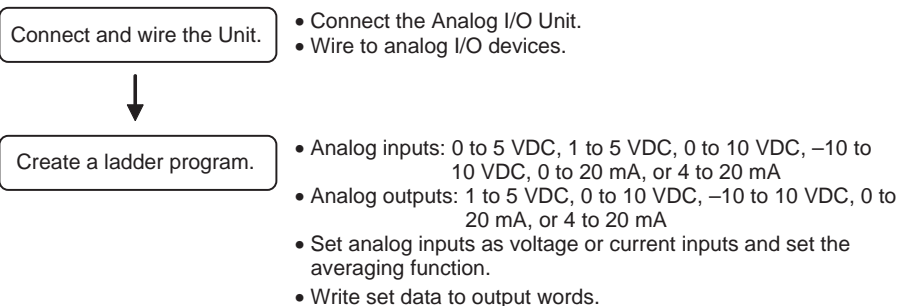 Connect and wire the Unit.
• Connect the Analog I/O Unit.
• Wire to analog I/O devices.
Create a ladder program.
• Analog inputs: 0 to 5 VDC, 1 to 5 VDC, 0 to 10 VDC, –10 to
10 VDC, 0 to 20 mA, or 4 to 20 mA
• Analog outputs: 1 to 5 VDC, 0 to 10 VDC, –10 to 10 VDC, 0 to
20 mA, or 4 to 20 mA
• Set analog inputs as voltage or current inputs and set the
averaging function.
• Write set data to output words.